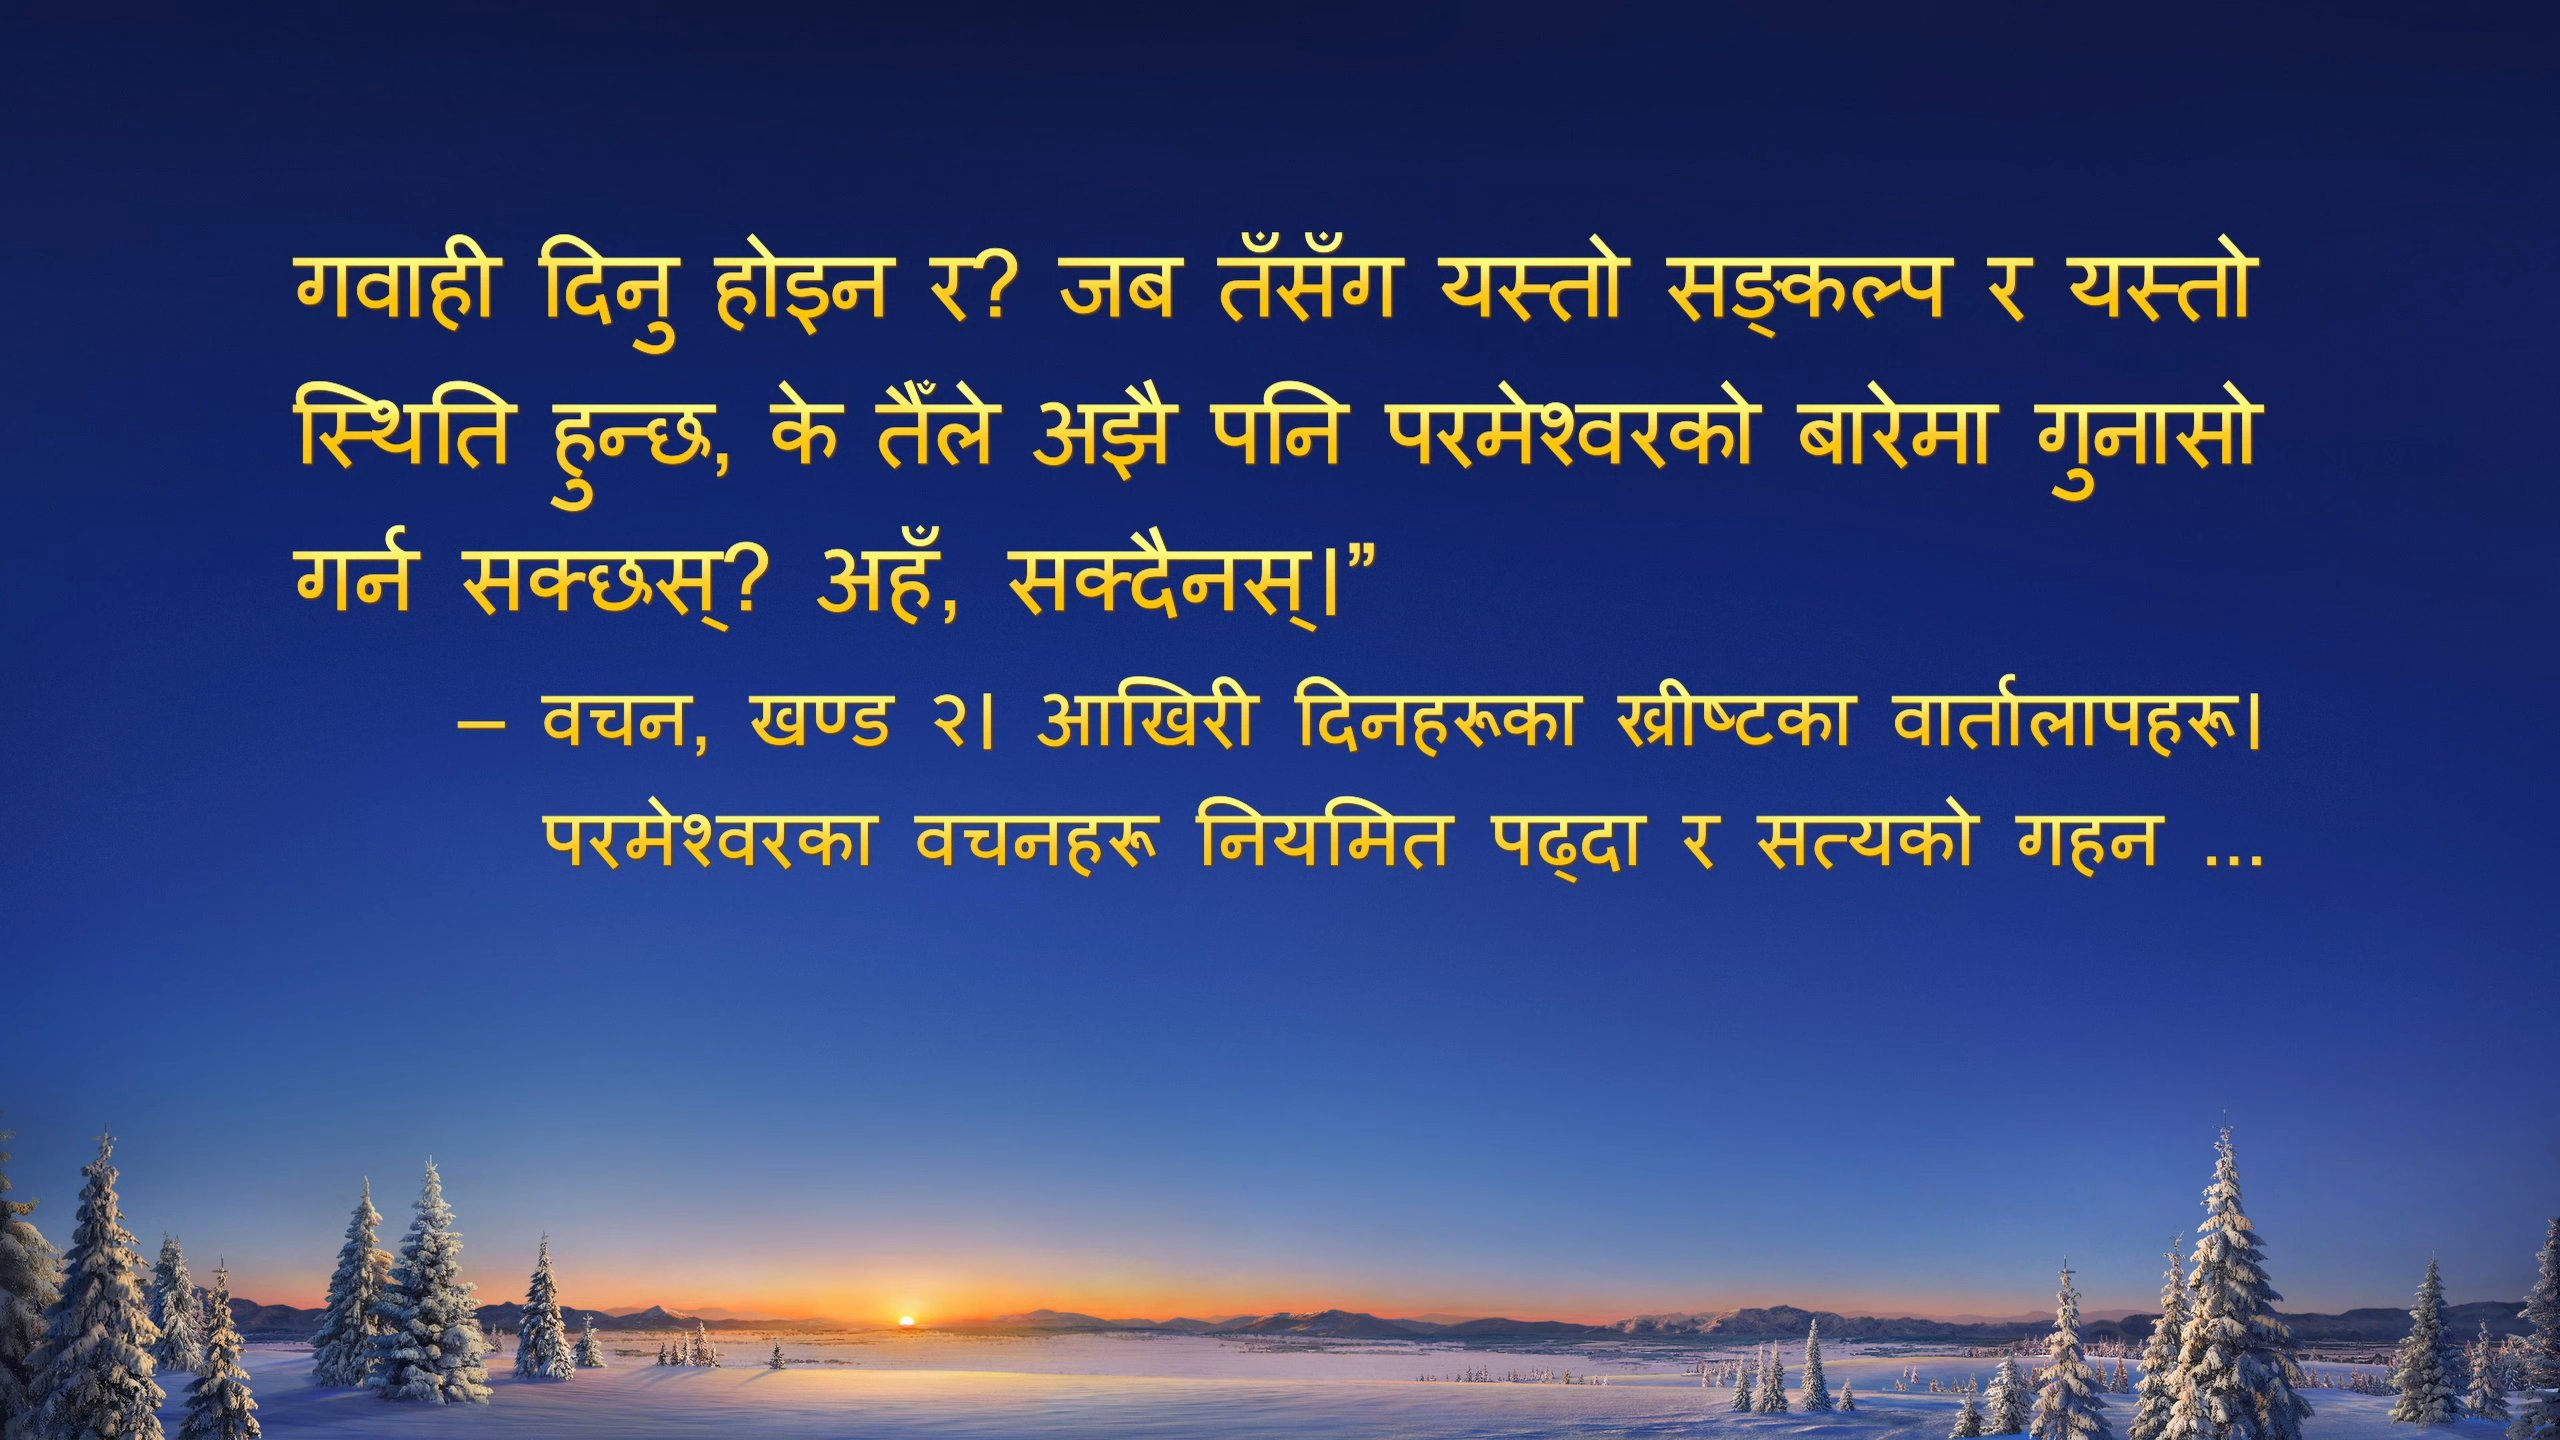 गवाही दिनु होइन र? जब तँसँग यस्तो सङ्कल्प र यस्तो
स्थिति हुन्छ, के तैँले अझै पनि परमेश्वरको बारेमा गुनासो
गर्न सक्छस्? अहँ, सक्दैनस्।”
– वचन, खण्ड २। आखिरी दिनहरूका ख्रीष्टका वार्तालापहरू।
परमेश्वरका वचनहरू नियमित पढ्दा र सत्यको गहन ...